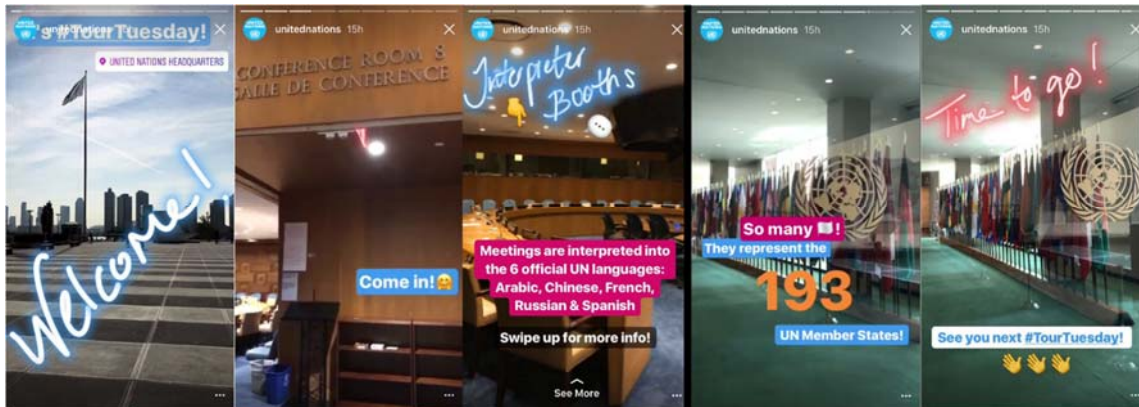 's #TourTuesday!
UNITED NATIONS HEADQUARTERS
Welcome!
unitednations 15h
CONFERENCE ROOM 8
SALLE DE CONFERENCE
Come in!
unitednations 15h
Interpreter
Booths
Meetings are interpreted into
the 6 official UN languages:
Arabic, Chinese, French,
Russian & Spanish
Swipe up for more info!
See More
unitednations 15h
So many !
They represent the
193
UN Member States!
unitednations 15h
Time to go!
See you next #TourTuesday!